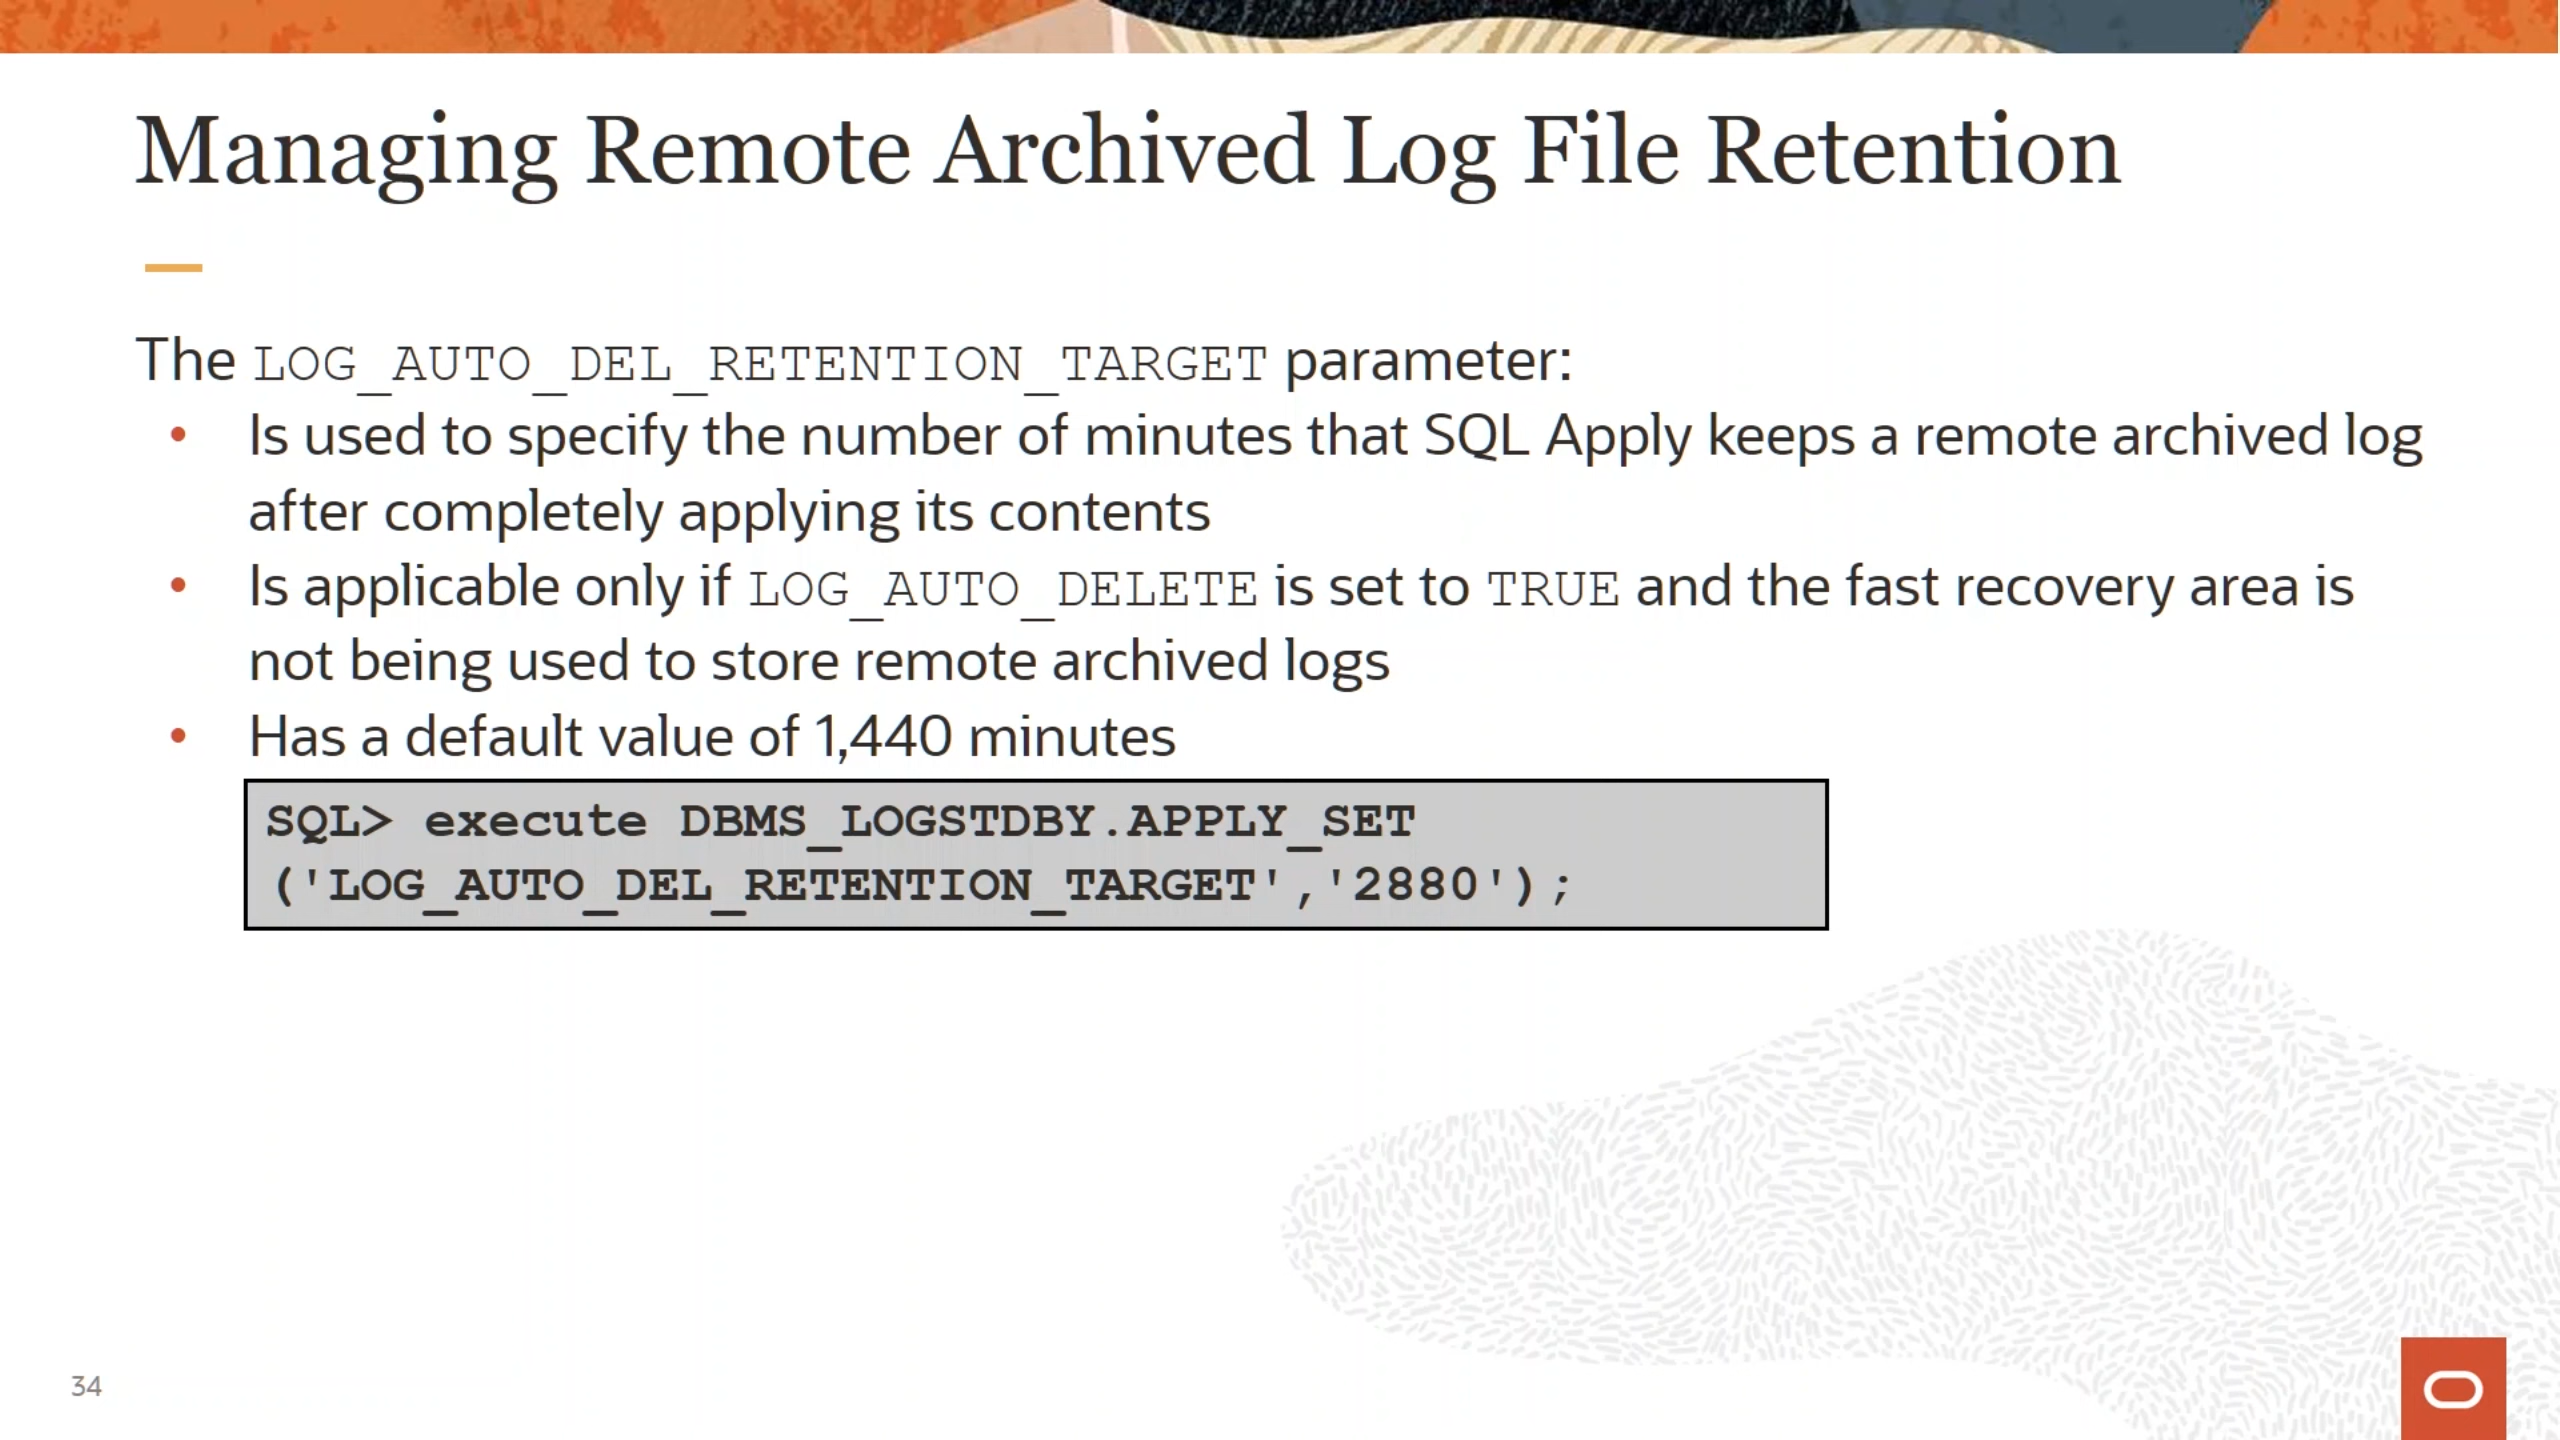 Managing Remote Archived Log File Retention
The LOG_AUTO_DEL_RETENTION_TARGET parameter:
• Is used to specify the number of minutes that SQL Apply keeps a remote archived log
after completely applying its contents
• Is applicable only if LOG_AUTO_DELETE is set to TRUE and the fast recovery area is
not being used to store remote archived logs
• Has a default value of 1,440 minutes
SQL> execute DBMS_LOGSTDBY.APPLY_SET
('LOG_AUTO_DEL_RETENTION_TARGET','2880');
34